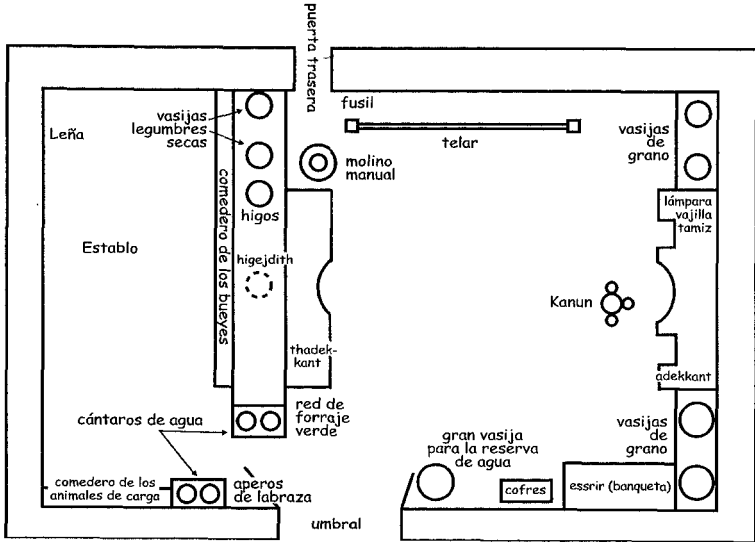 puerta trasera
fusil
vasijas
legumbres
secas
Leña
telar
vasijas
de
grano
molino
manual
comedero de los bueyes
higos
lámpara
vajilla
tamiz
Establo
higejdith
Kanun
thadek-
kant
adekkant
red de
forraje
verde
cántaros de agua
vasijas
de
grano
gran vasija
para la reserva
de agua
comedero de los
animales de carga
aperos
de labraza
cofres
essrir (banqueta)
umbral